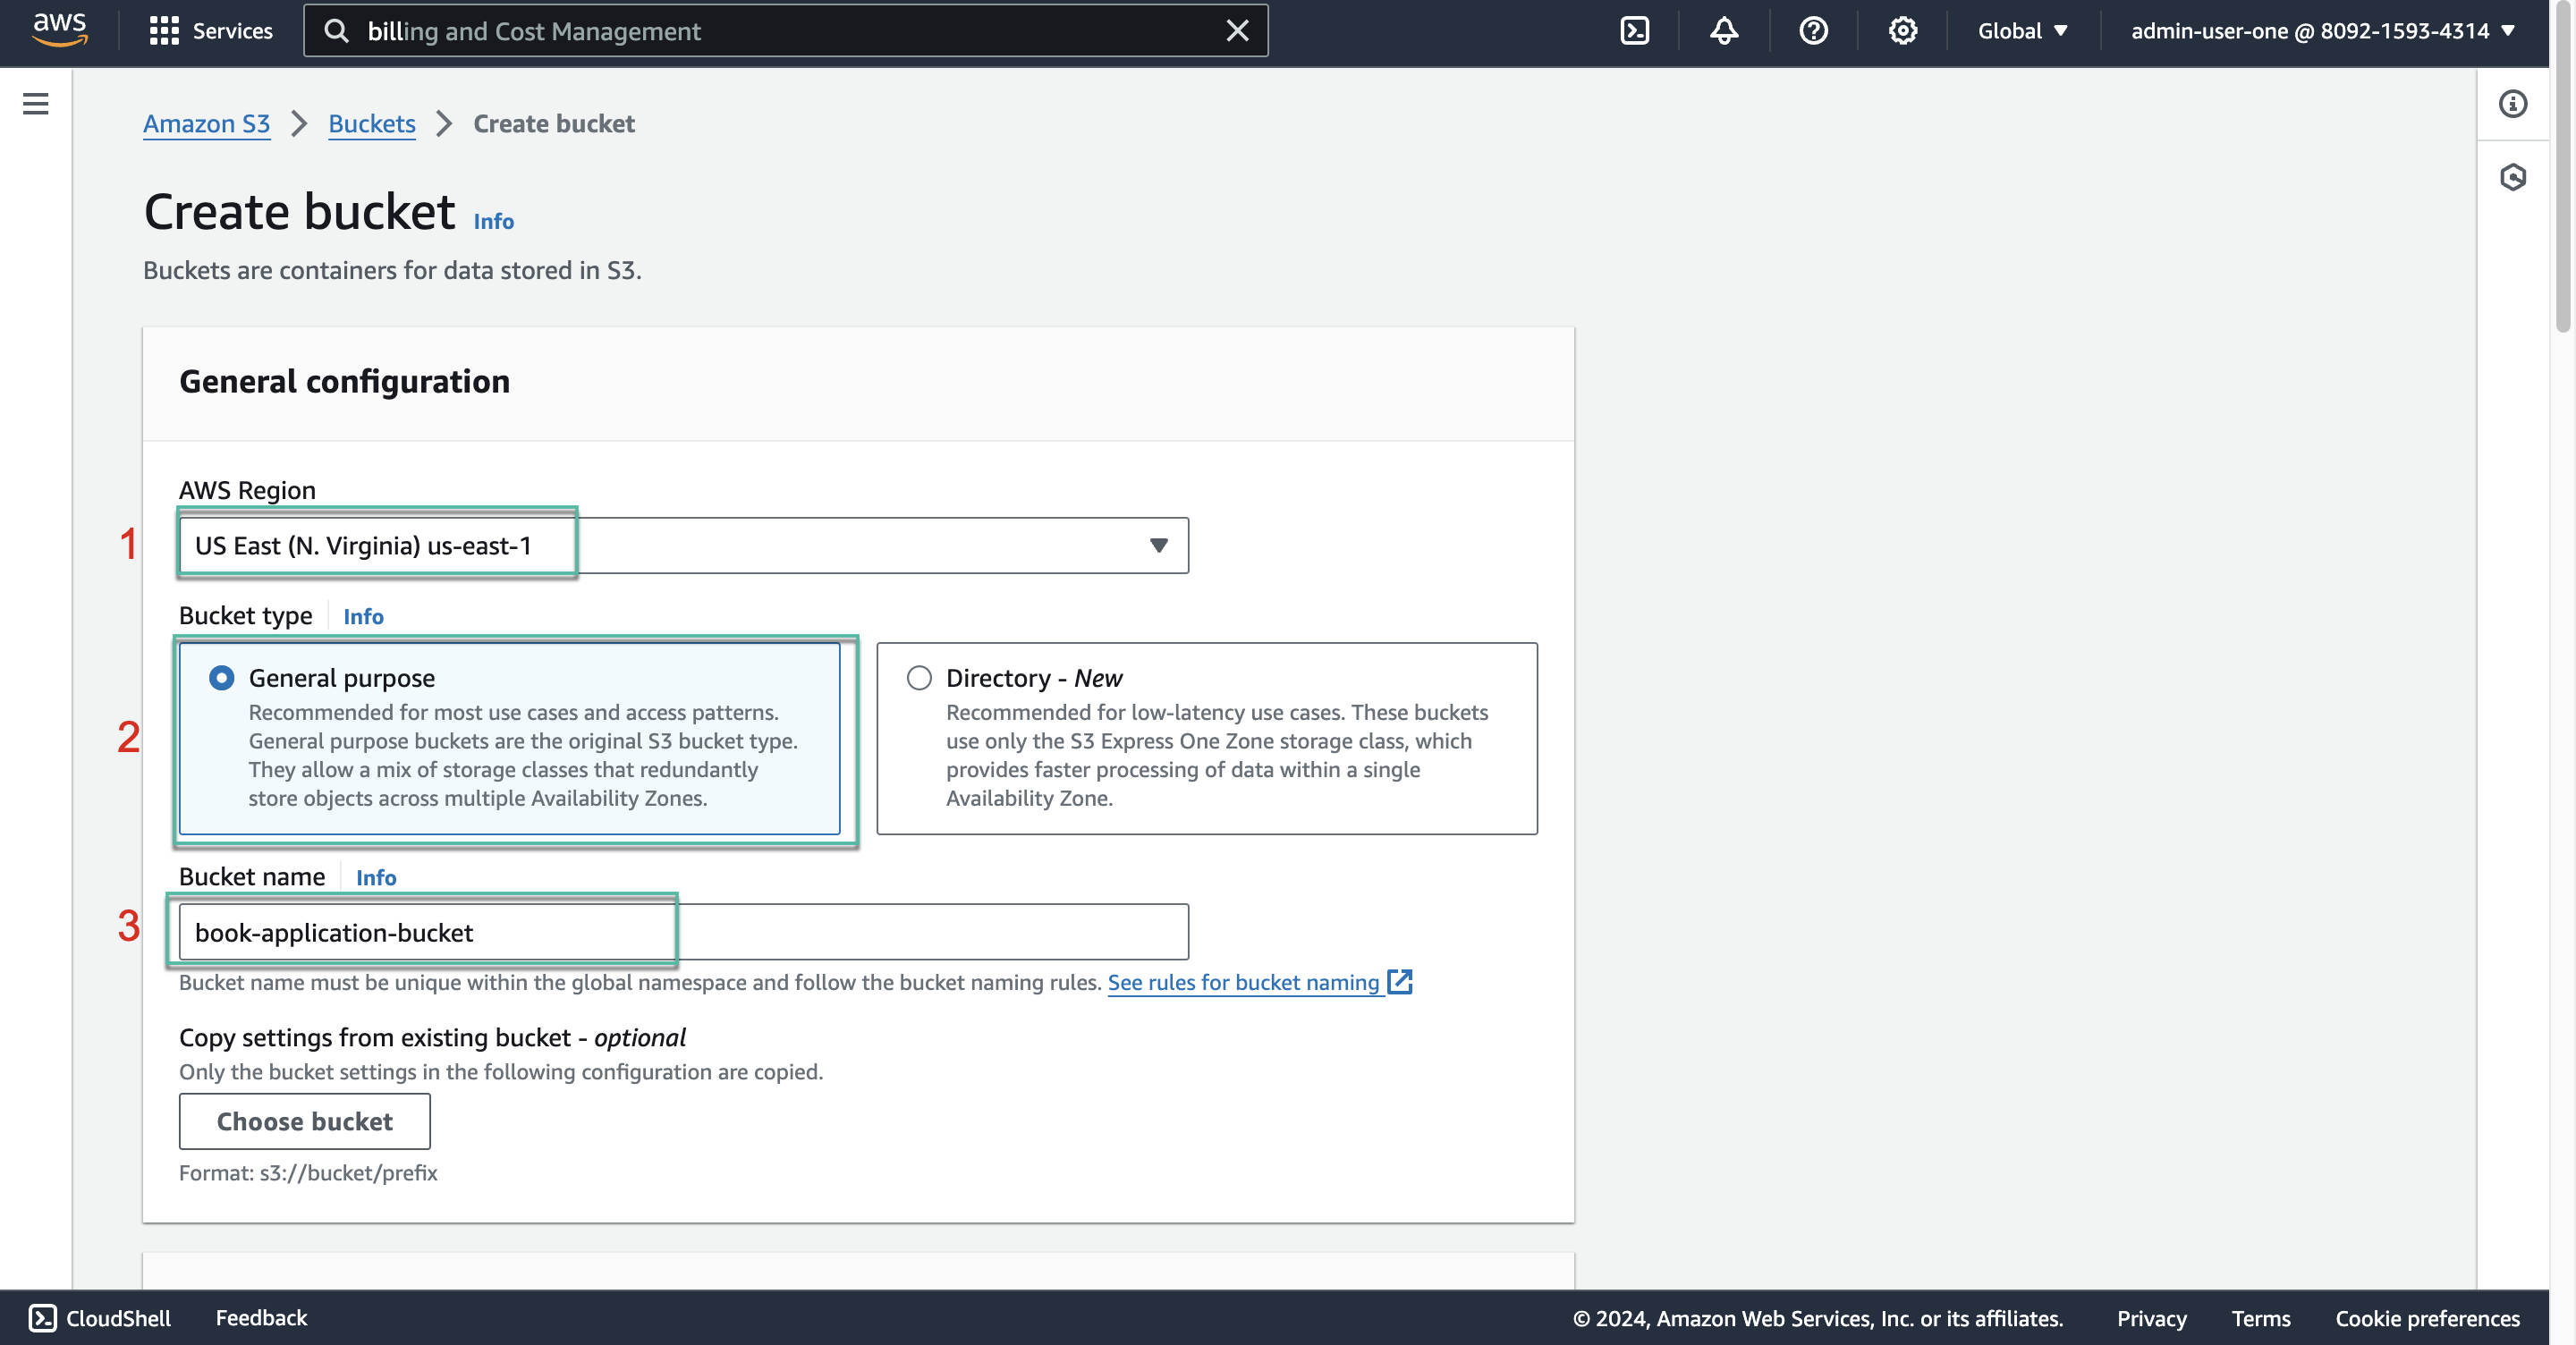 aws
Services
billing and Cost Management
Global
admin-user-one @ 8092-1593-4314
Amazon S3
Buckets
Create bucket
Create bucket Info
Buckets are containers for data stored in S3.
General configuration
AWS Region
1
US East (N. Virginia) us-east-1
Bucket type Info
2
General purpose
Recommended for most use cases and access patterns.
General purpose buckets are the original S3 bucket type.
They allow a mix of storage classes that redundantly
store objects across multiple Availability Zones.
Directory - New
Recommended for low-latency use cases. These buckets
use only the S3 Express One Zone storage class, which
provides faster processing of data within a single
Availability Zone.
Bucket name Info
3
book-application-bucket
Bucket name must be unique within the global namespace and follow the bucket naming rules. See rules for bucket naming
Copy settings from existing bucket - optional
Only the bucket settings in the following configuration are copied.
Choose bucket
Format: s3://bucket/prefix
CloudShell
Feedback
© 2024, Amazon Web Services, Inc. or its affiliates.
Privacy
Terms
Cookie preferences